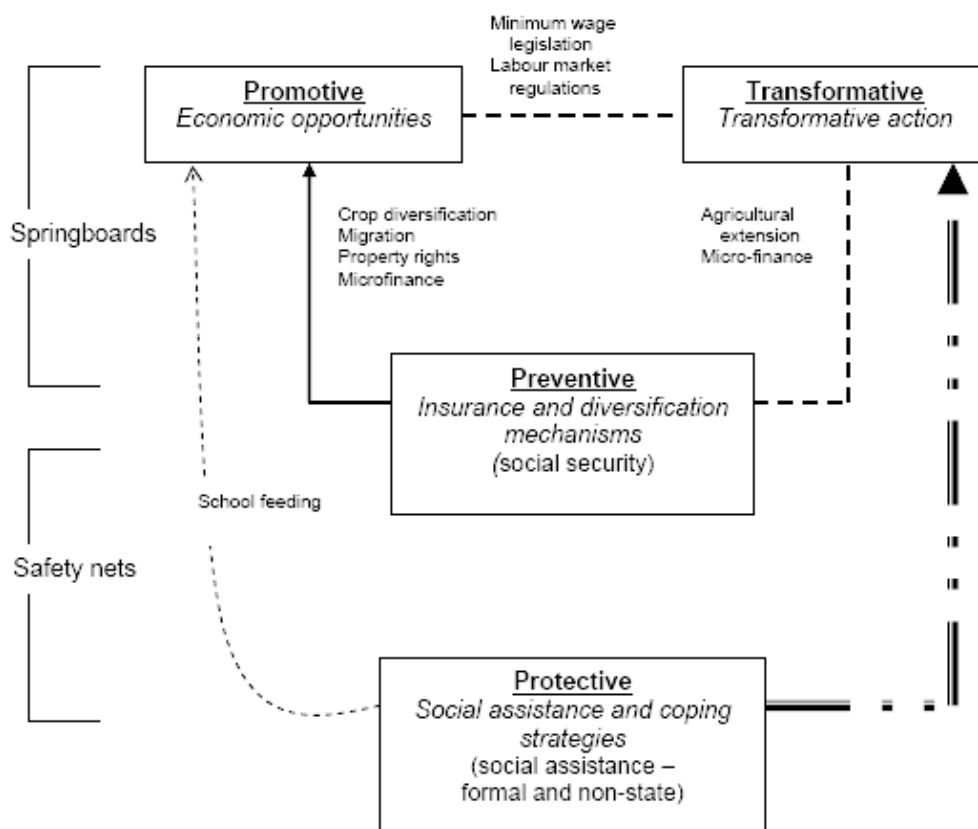 Minimum wage
legislation
Labour market
regulations
Promotive
Economic opportunities
Transformative
Transformative action
Springboards
Crop diversification
Migration
Property rights
Microfinance
Agricultural
extension
Micro-finance
Preventive
Insurance and diversification
mechanisms
(social security)
School feeding
Safety nets
Protective
Social assistance and coping
strategies
(social assistance –
formal and non-state)